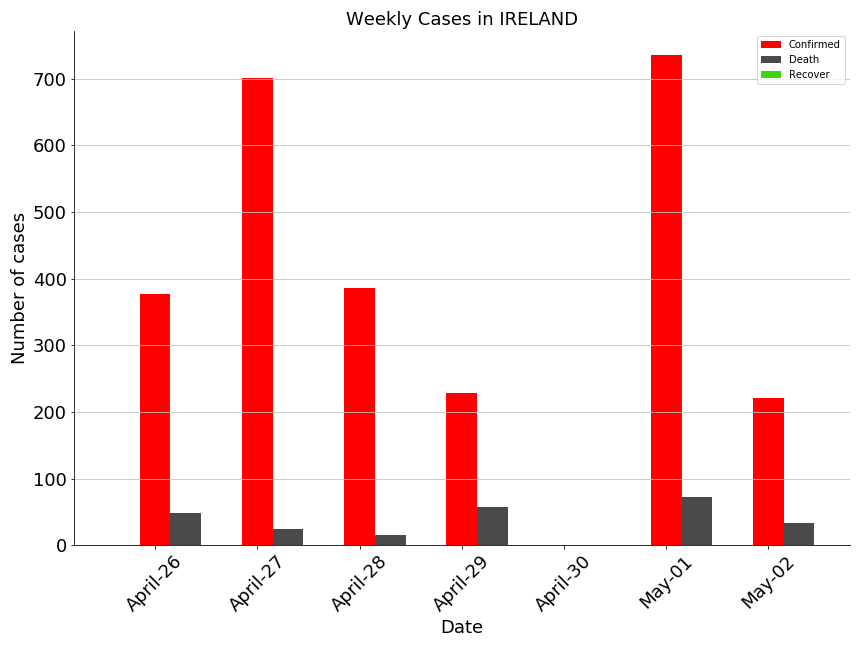 Weekly Cases in IRELAND
Confirmed
Death
Recover
Number of cases
700
600
500
400
300
200
100
0
April-26
April-27
April-28
April-29
April-30
May-01
May-02
Date